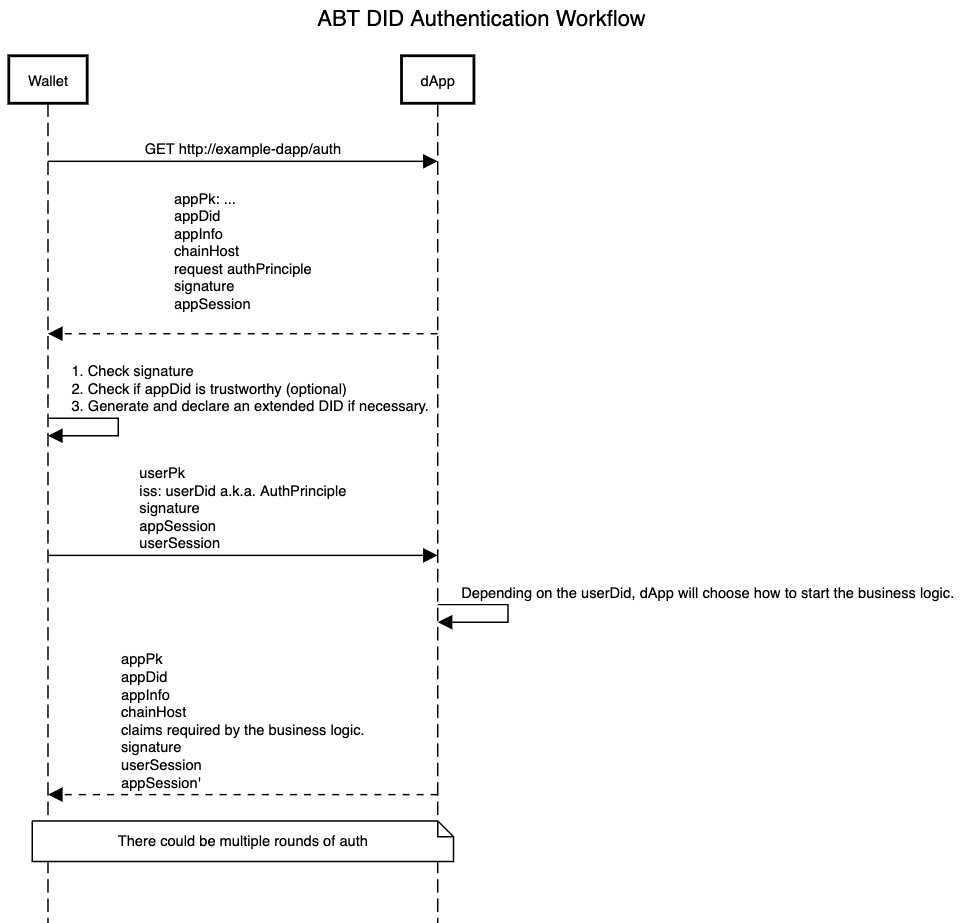 ABT DID Authentication Workflow
Wallet
dApp
GET http://example-dapp/auth
appPk: ...
appDid
appInfo
chainHost
request authPrinciple
signature
appSession
1. Check signature
2. Check if appDid is trustworthy (optional)
3. Generate and declare an extended DID if necessary.
userPk
iss: userDid a.k.a. AuthPrinciple
signature
appSession
userSession
Depending on the userDid, dApp will choose how to start the business logic.
appPk
appDid
appInfo
chainHost
claims required by the business logic.
signature
userSession
appSession'
There could be multiple rounds of auth